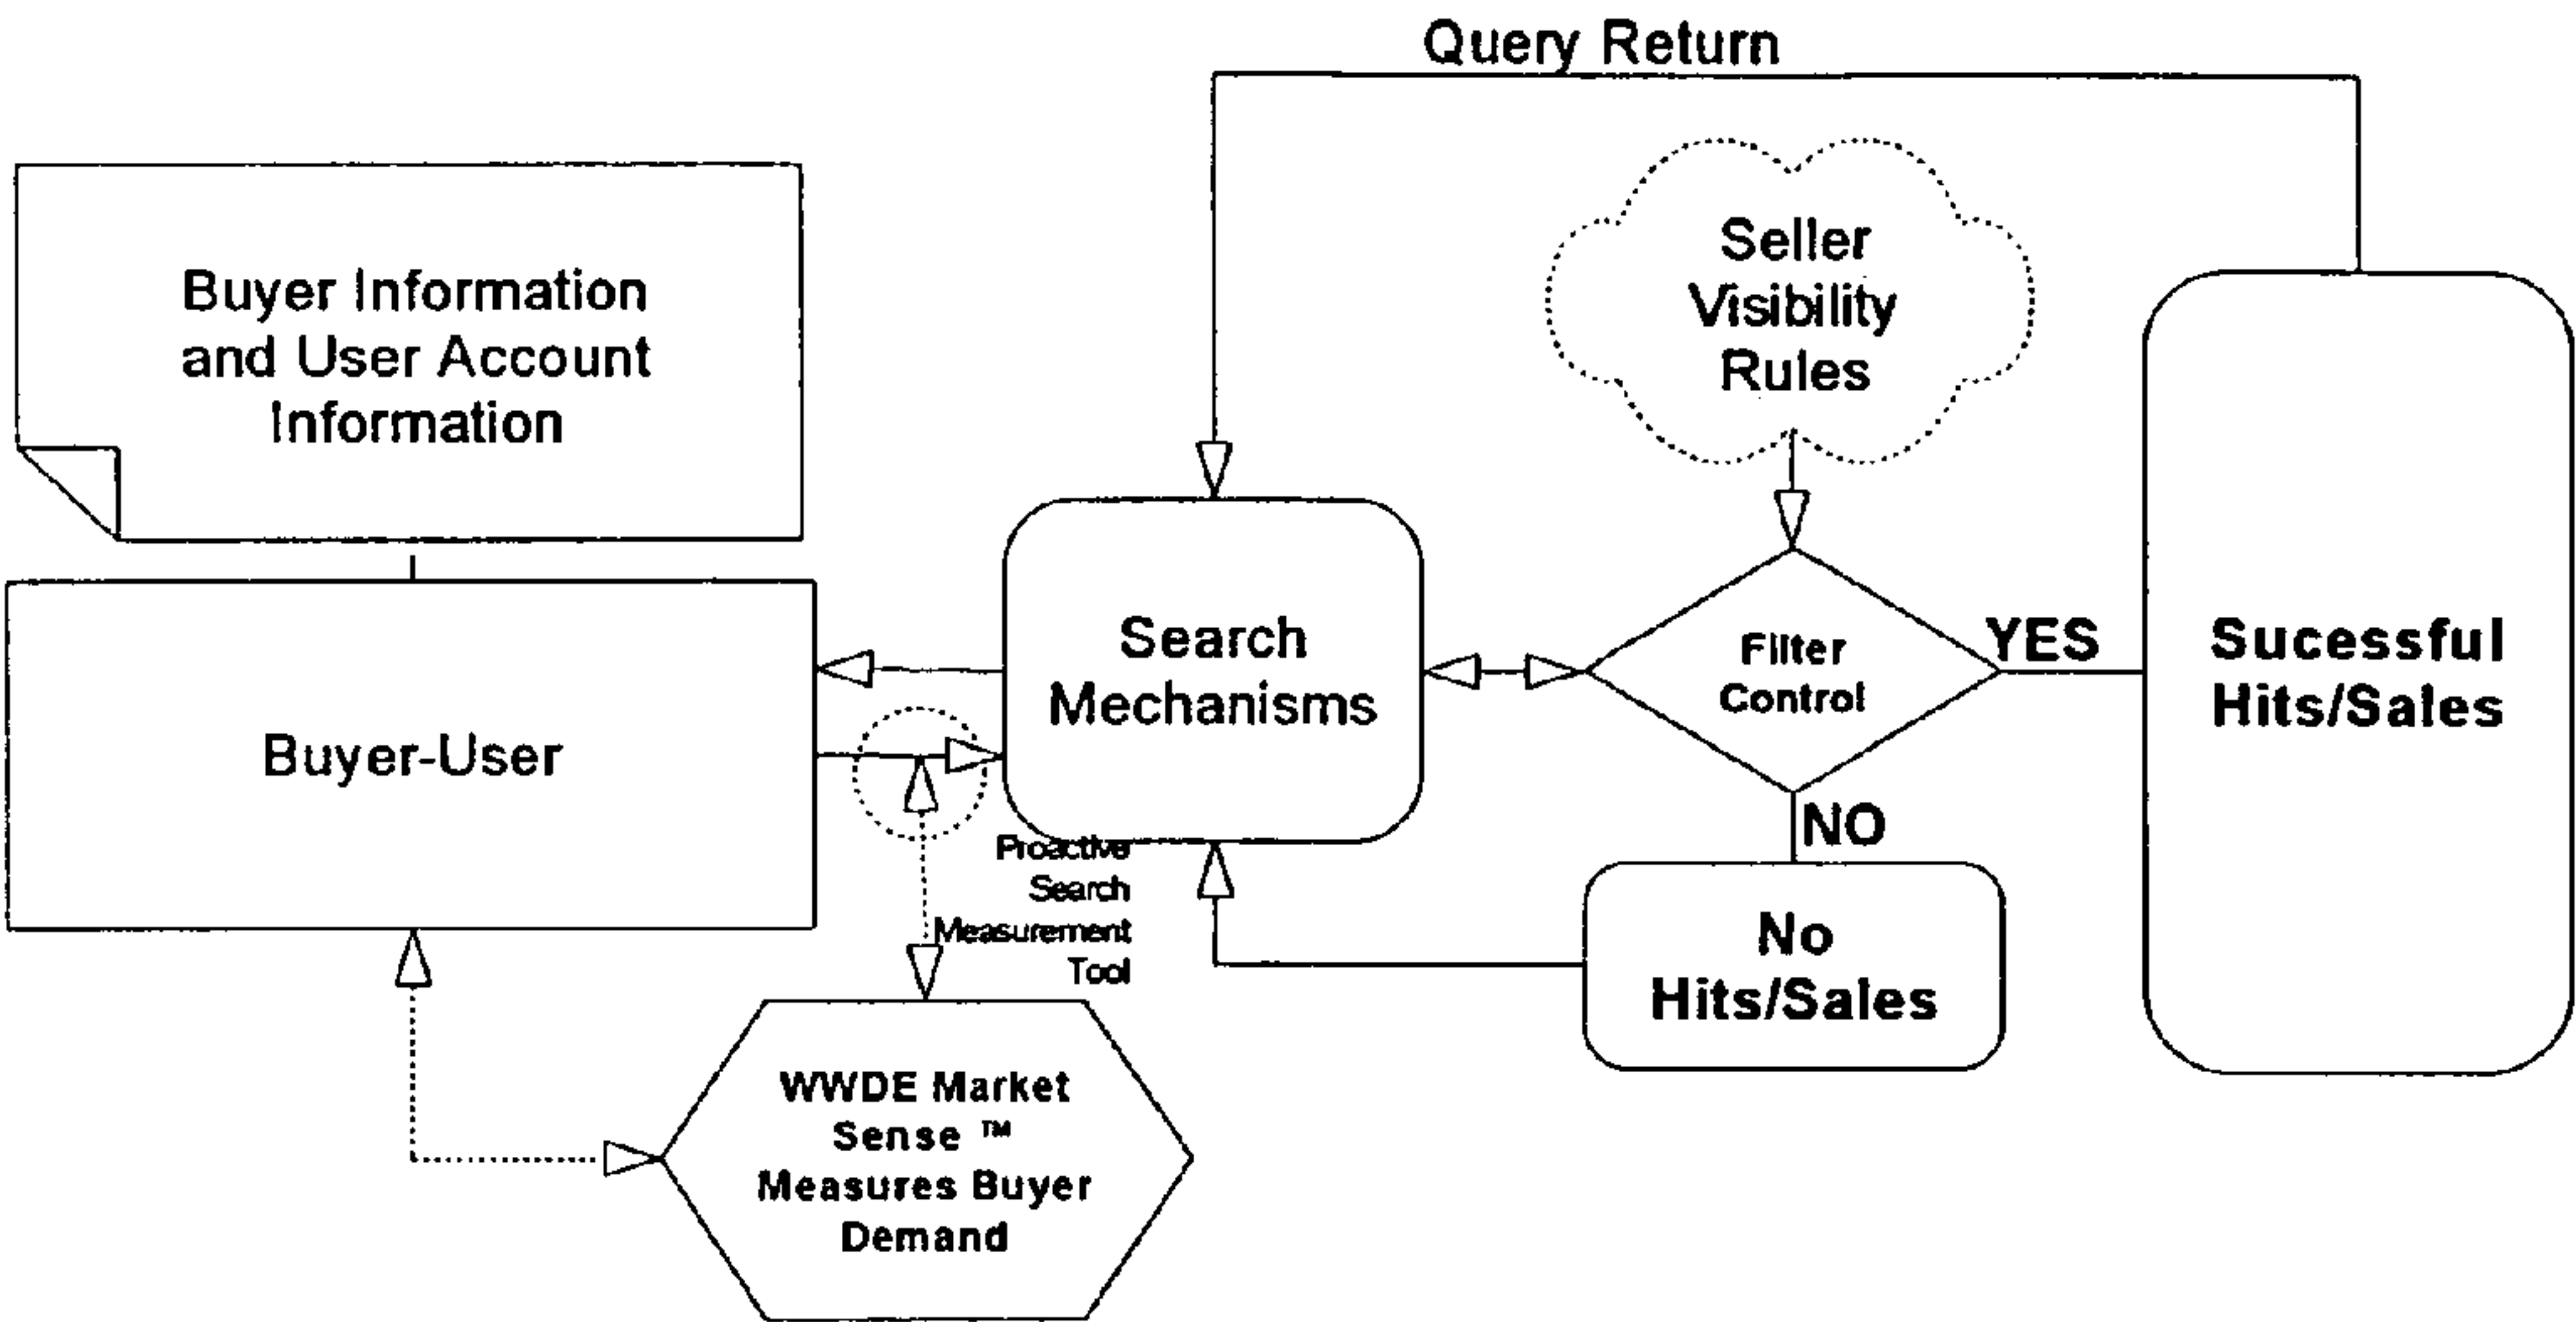 Query Return
Buyer Information
and User Account
Information
Seller
Visibility
Rules
Buyer-User
Search
Mechanisms
Filter
Control
YES
Sucessful
Hits/Sales
NO
No
Hits/Sales
Proactive
Search
Measurement
Tool
WWDE Market
Sense ™
Measures Buyer
Demand